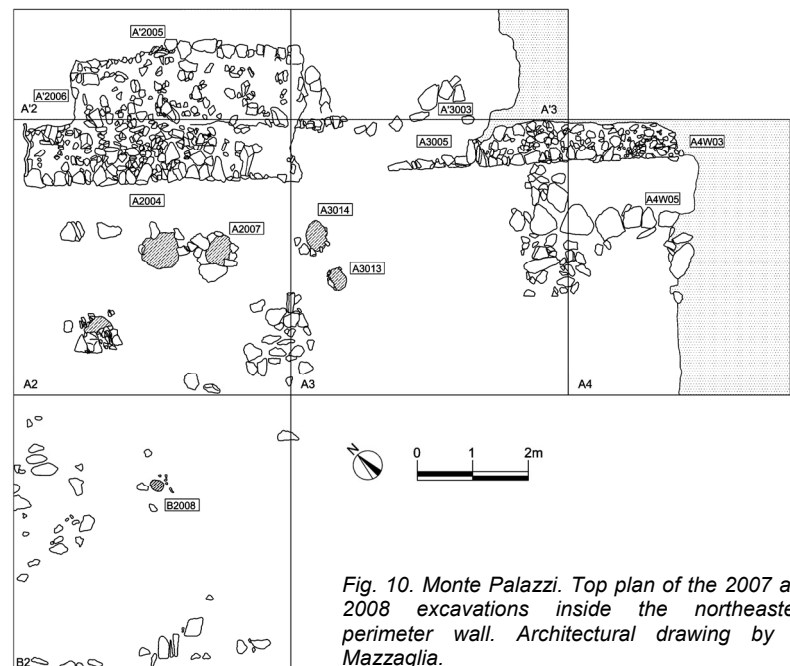 A'2005
A'2006
A'2
A'3003
A'3
A3005
A4W03
A2004
A2007
A3014
A4W05
A3013
A2
A3
A4
N
0 1 2m
B2008
B2
Fig. 10. Monte Palazzi. Top plan of the 2007 a
2008 excavations inside the northeaste
perimeter wall. Architectural drawing by
Mazzaglia.